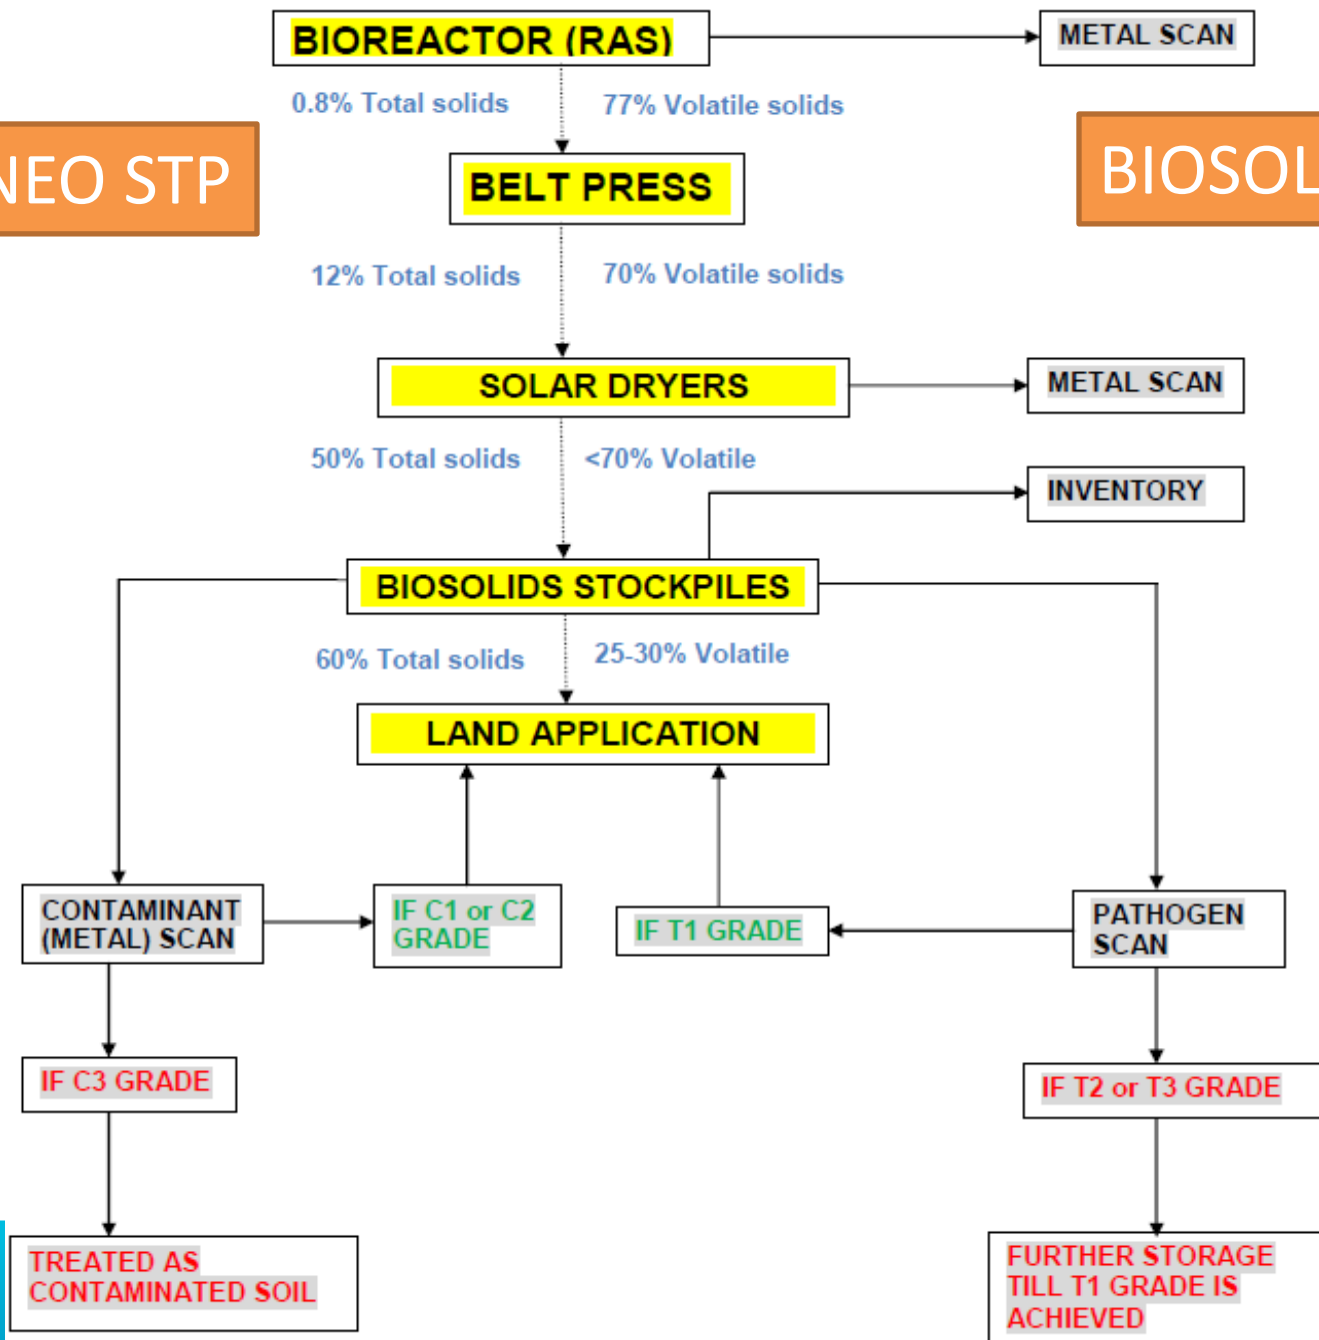 BIOREACTOR (RAS)
METAL SCAN
0.8% Total solids
77% Volatile solids
NEO STP
BIOSOL
BELT PRESS
12% Total solids
70% Volatile solids
SOLAR DRYERS
METAL SCAN
50% Total solids
<70% Volatile
INVENTORY
BIOSOLIDS STOCKPILES
60% Total solids
25-30% Volatile
LAND APPLICATION
CONTAMINANT
(METAL) SCAN
IF C1 or C2
GRADE
IF T1 GRADE
PATHOGEN
SCAN
IF C3 GRADE
IF T2 or T3 GRADE
TREATED AS
CONTAMINATED SOIL
FURTHER STORAGE
TILL T1 GRADE IS
ACHIEVED